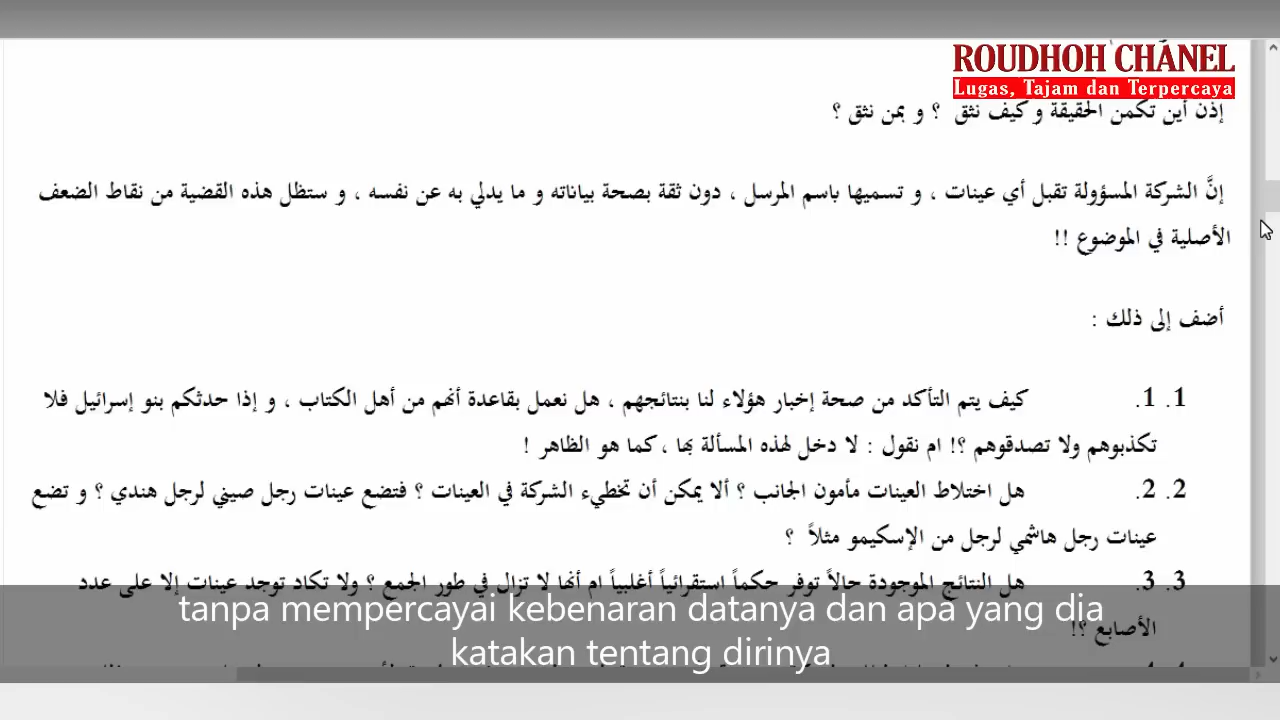 ROUDHOH CHANEL
Lugas, Tajam dan Terpercaya
إذن أين تكمن الحقيقة و كيف نثق ؟ و بمن نثق ؟
إنَّ الشركة المسؤولة تقبل أي عينات ، و تسميها باسم المرسل ، دون ثقة بصحة بياناته و ما يدلي به عن نفسه ، و ستظل هذه القضية من نقاط الضعف
الأصلية في الموضوع !!
أضف إلى ذلك :
1. 1. كيف يتم التأكد من صحة إخبار هؤلاء لنا بنتائجهم ، هل نعمل بقاعدة أنهم من أهل الكتاب ، و إذا حدثكم بنو إسرائيل فلا
تكذبوهم ولا تصدقوهم ؟! ام نقول : لا دخل لهذه المسألة بها ، كما هو الظاهر !
2. 2. هل اختلاط العينات مأمون الجانب ؟ ألا يمكن أن تخطيء الشركة في العينات ؟ فتضع عينات رجل صيني لرجل هندي ؟ و تضع
عينات رجل هاشمي لرجل من الإسكيمو مثلاً ؟
3. 3. هل النتائج الموجودة حالاً توفر حكماً استقرائياً أغلبياً ام أنها لا تزال في طور الجمع ؟ ولا تكاد توجد عينات إلا على عدد
الأصابع ؟!
tanpa mempercayai kebenaran datanya dan apa yang dia
katakan tentang dirinya